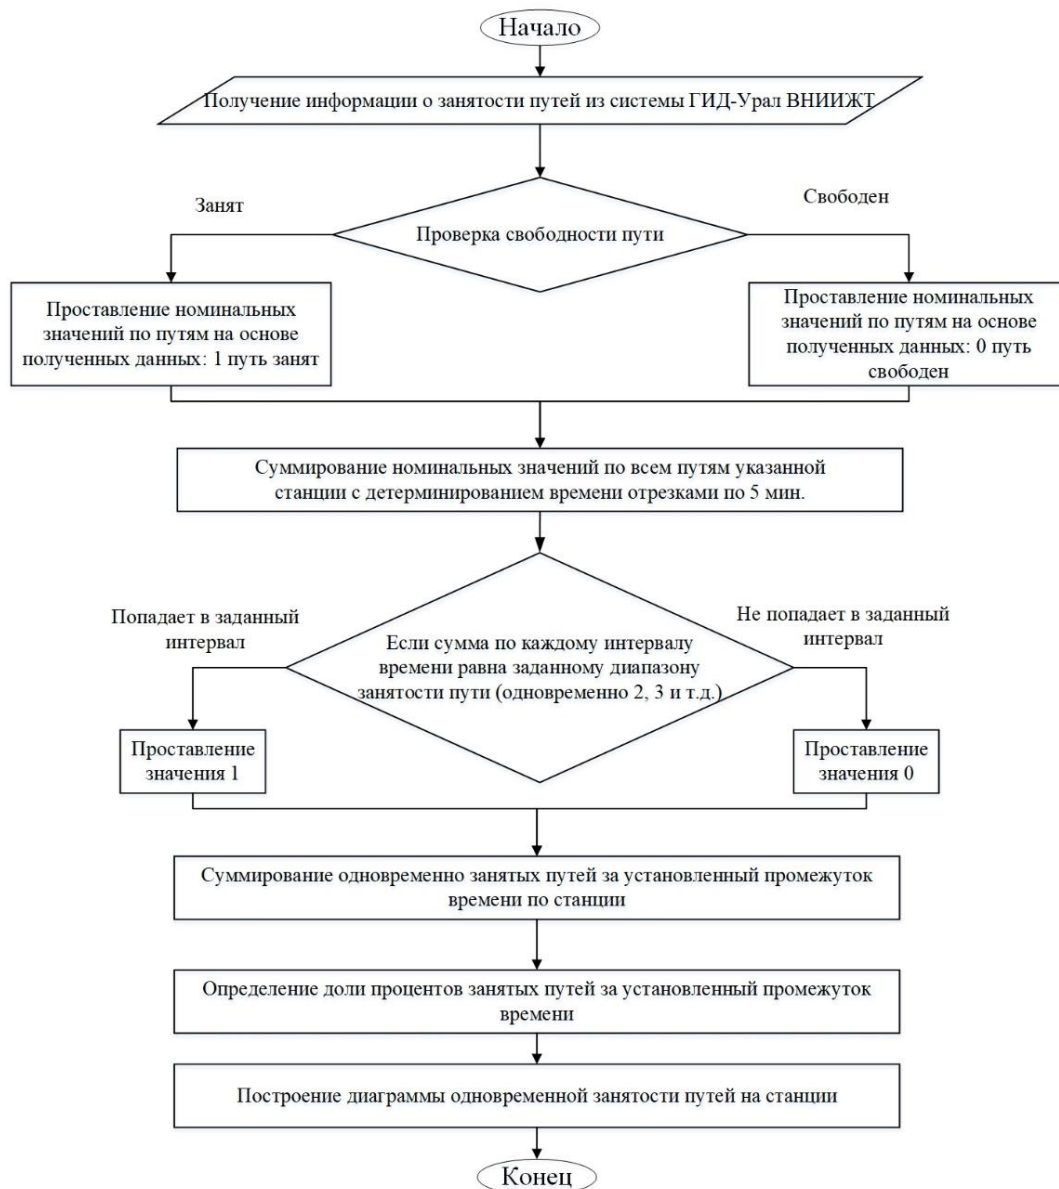 Начало
Получение информации о занятости путей из системы ГИД-Урал ВНИИЖТ
Занят
Свободен
Проверка свободности пути
Проставление номинальных
значений по путям на основе
полученных данных: 1 путь занят
Проставление номинальных
значений по путям на основе
полученных данных: 0 путь
свободен
Суммирование номинальных значений по всем путям указанной
станции с детерминированием времени отрезками по 5 мин.
Попадает в заданный
интервал
Не попадает в заданный
интервал
Если сумма по каждому интервалу
времени равна заданному диапазону
занятости пути (одновременно 2, 3 и т.д.)
Проставление
значения 1
Проставление
значения 0
Суммирование одновременно занятых путей за установленный промежуток
времени по станции
Определение доли процентов занятых путей за установленный промежуток
времени
Построение диаграммы одновременной занятости путей на станции
Конец